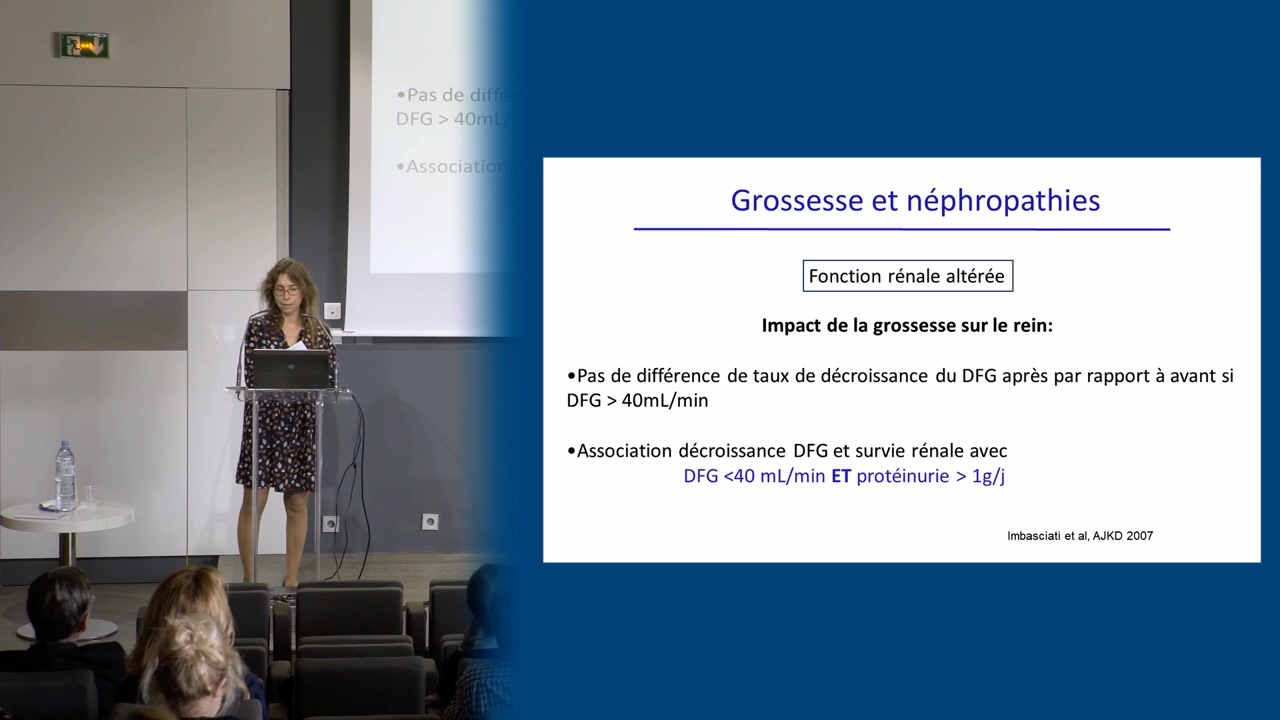 •Pas de diffé
DFG > 40mL/
•Association
Grossesse et néphropathies
Fonction rénale altérée
Impact de la grossesse sur le rein:
•Pas de différence de taux de décroissance du DFG après par rapport à avant si
DFG > 40mL/min
•Association décroissance DFG et survie rénale avec
DFG <40 mL/min ET protéinurie > 1g/j
Imbasciati et al, AJKD 2007